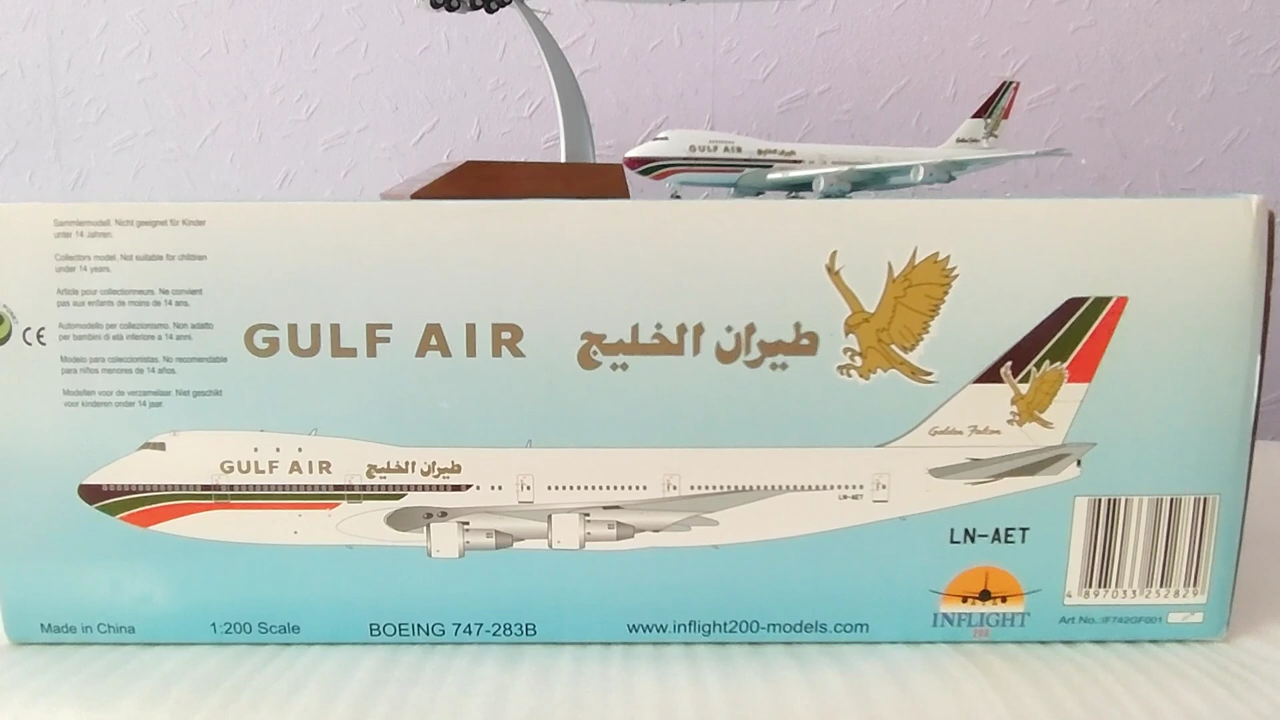 GULF AIR طيران الخليج
Golden Falcon
Sammlermodell. Nicht geeignet für Kinder
unter 14 Jahren.
Collectors model. Not suitable for children
under 14 years.
Article pour collectionneurs. Ne convient
pas aux enfants de moins de 14 ans.
Automodello per collezionismo. Non adatto
per bambini di età inferiore a 14 anni.
Modelo para coleccionistas. No recomendable
para niños menores de 14 años.
Modellen voor de verzamelaar. Niet geschikt
voor kinderen onder 14 jaar.
CE
GULF AIR طيران الخليج
Golden Falcon
GULF AIR طيران الخليج
LN-AET
LN-AET
4 897033 252829
INFLIGHT
200
Art No.:IF742GF001
Made in China
1:200 Scale
BOEING 747-283B
www.inflight200-models.com